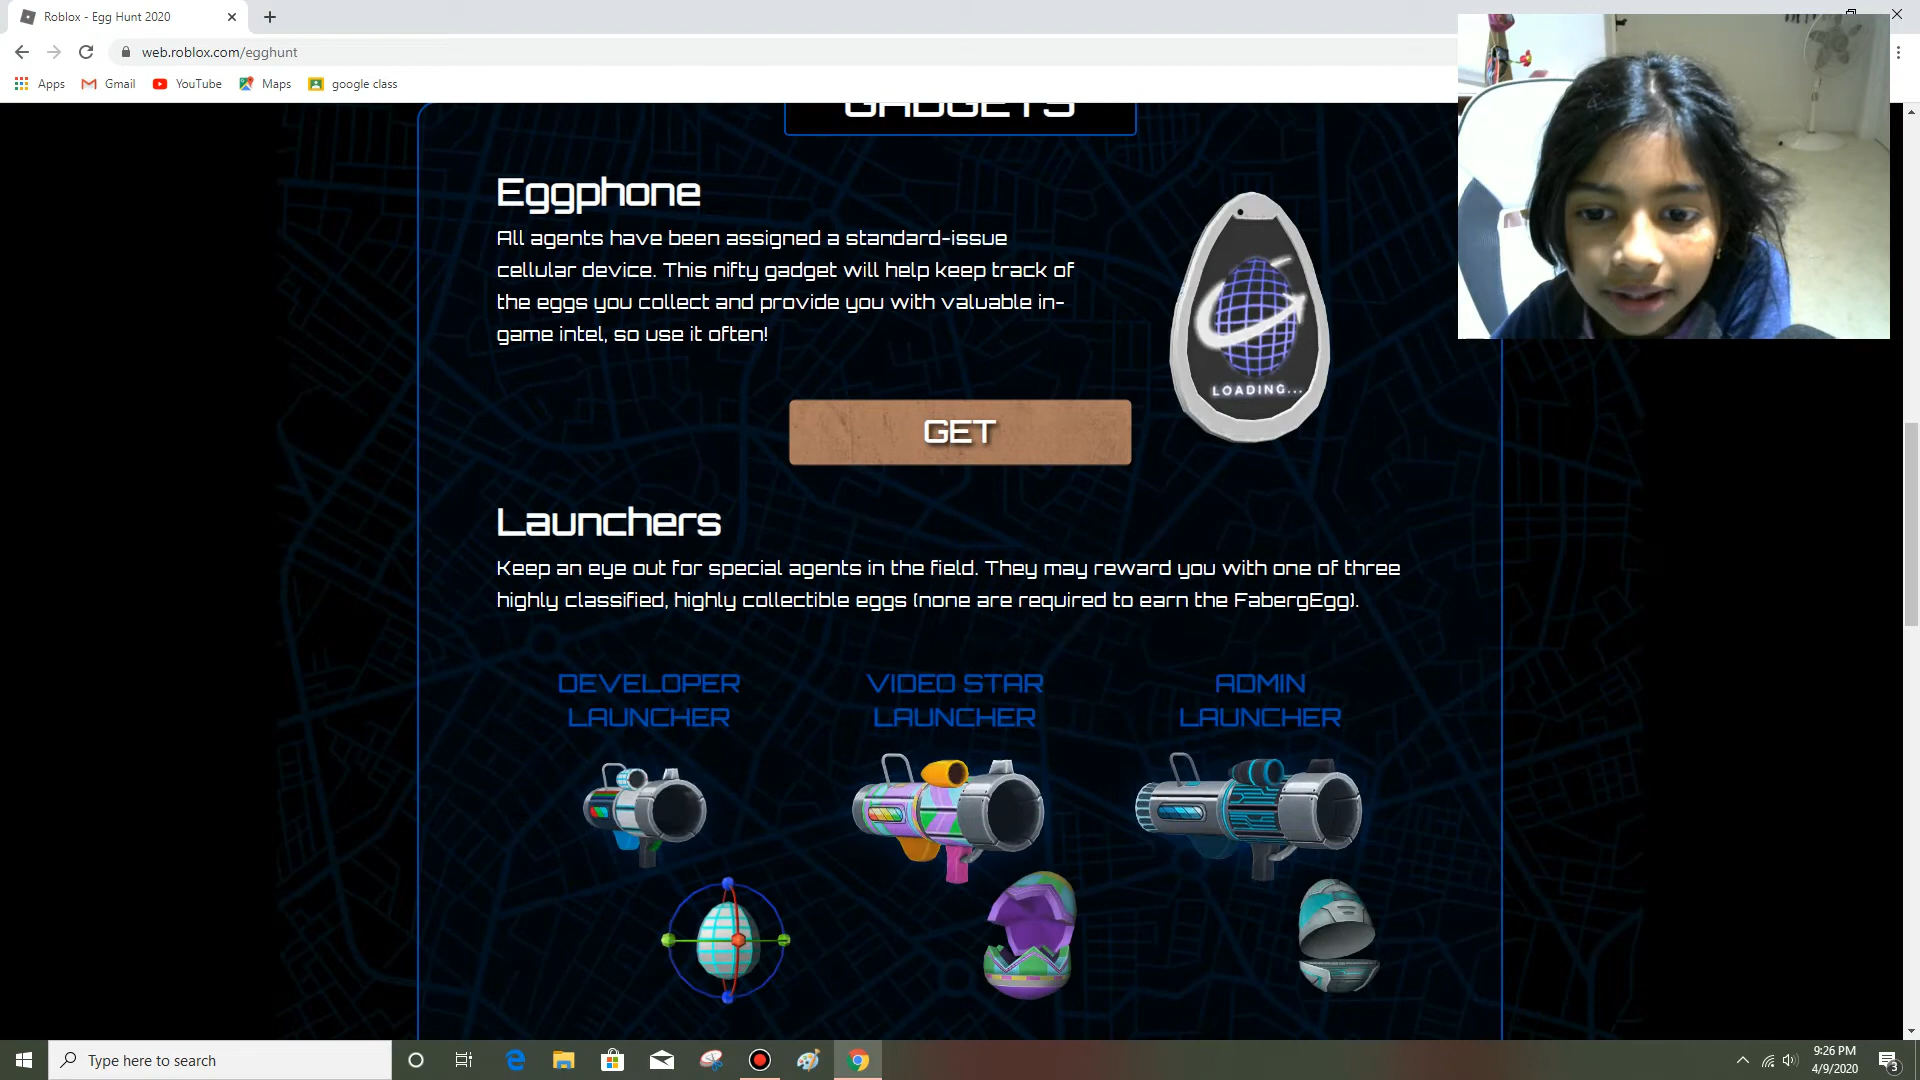 Roblox - Egg Hunt 2020
web.roblox.com/egghunt
Apps Gmail YouTube Maps google class
GADGETS
Eggphone
All agents have been assigned a standard-issue
cellular device. This nifty gadget will help keep track of
the eggs you collect and provide you with valuable in-
game intel, so use it often!
LOADING...
GET
Launchers
Keep an eye out for special agents in the field. They may reward you with one of three
highly classified, highly collectible eggs (none are required to earn the FabergEgg).
DEVELOPER
LAUNCHER
VIDEO STAR
LAUNCHER
ADMIN
LAUNCHER
Type here to search
9:26 PM
4/9/2020
3